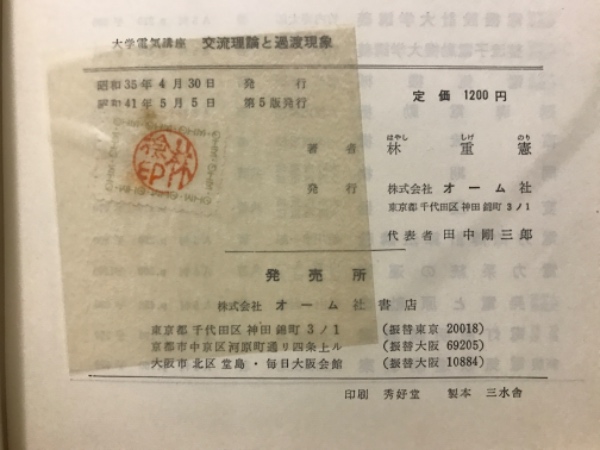 大学電気講座 交流理論と過渡現象
昭和35年4月30日 発行
昭和41年5月5日 第5版発行
定価 1200円
はやし しげ のり
著者 林重憲
発行 株式会社 オーム社
東京都千代田区神田錦町3ノ1
代表者 田中剛三郎
発売所
株式会社 オーム社書店
東京都千代田区神田錦町3ノ1 (振替東京 20018)
京都市中京区河原町通リ四条上ル (振替大阪 69205)
大阪市北区堂島・毎日大阪会館 (振替大阪 10884)
印刷 秀好堂 製本 三水舎